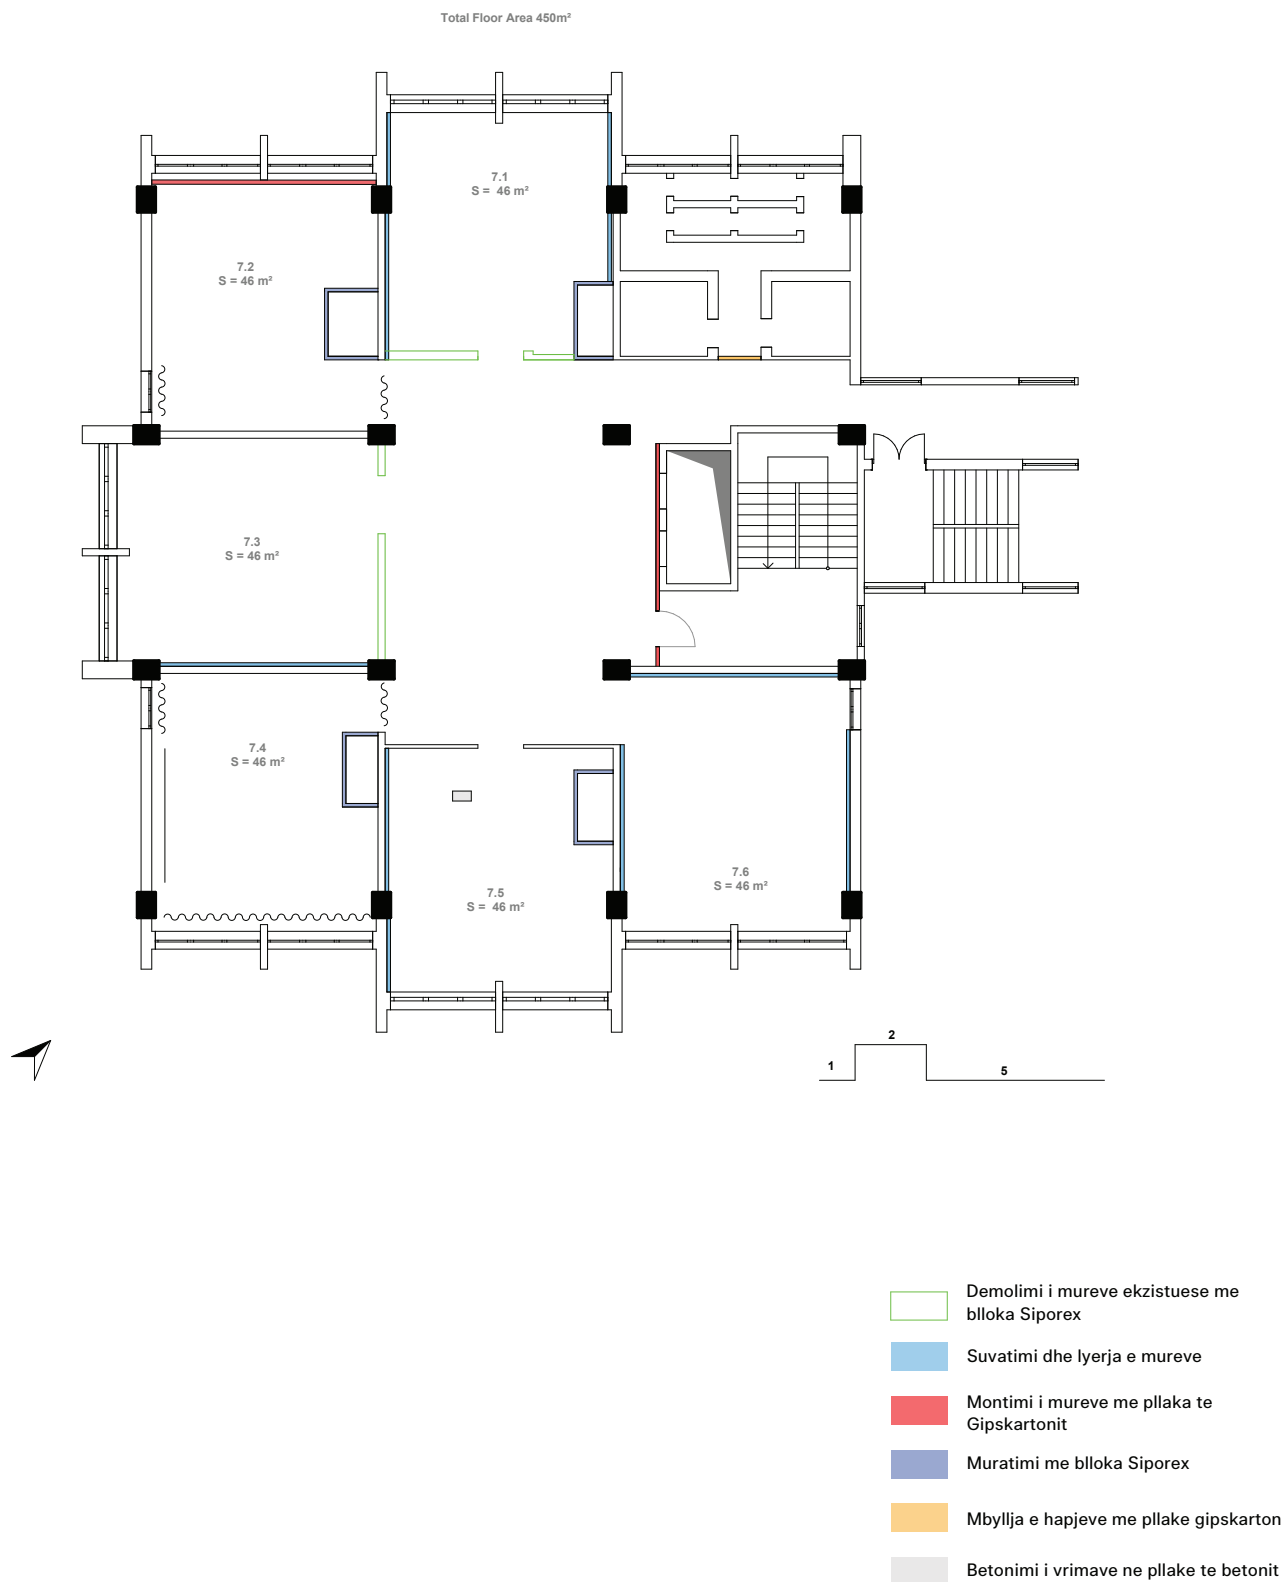 Total Floor Area 450m²
7.1
S = 46 m²
7.2
S = 46 m²
7.3
S = 46 m²
7.4
S = 46 m²
7.5
S = 46 m²
7.6
S = 46 m²
1
2
5
Demolimi i mureve ekzistuese me
blloka Siporex
Suvatimi dhe lyerja e mureve
Montimi i mureve me pllaka te
Gipskartonit
Muratimi me blloka Siporex
Mbyllja e hapjeve me pllake gipskarton
Betonimi i vrimave ne pllake te betonit